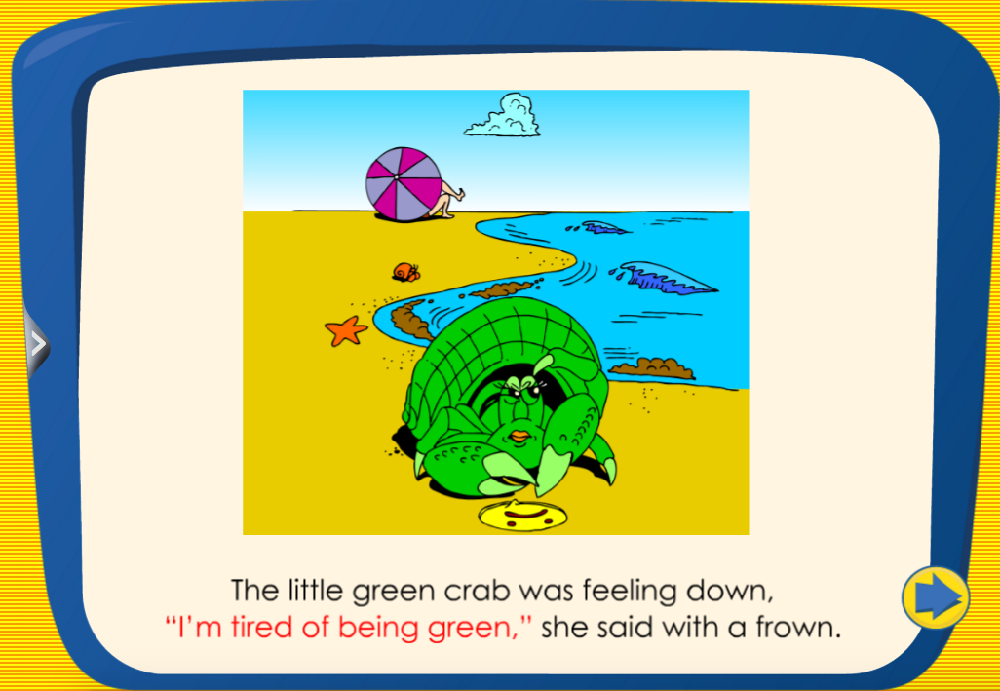 The little green crab was feeling down,
“I’m tired of being green,” she said with a frown.